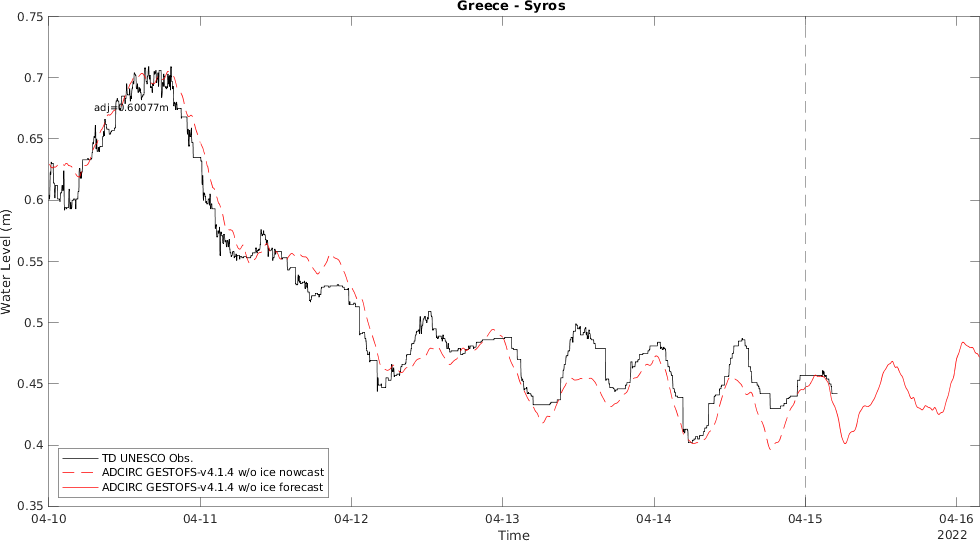 Greece - Syros
0.75
0.7
0.65
0.6
0.55
0.5
0.45
0.4
0.35
Water Level (m)
adj=0.60077m
TD UNESCO Obs.
ADCIRC GESTOFS-v4.1.4 w/o ice nowcast
ADCIRC GESTOFS-v4.1.4 w/o ice forecast
04-10 04-11 04-12 04-13 04-14 04-15 04-16
Time
2022